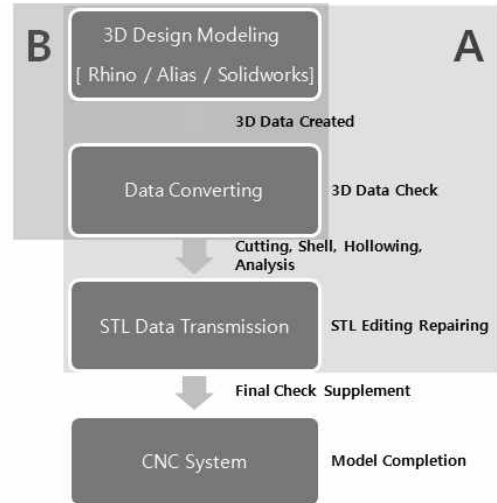 B
3D Design Modeling
[ Rhino / Alias / Solidworks]
A
3D Data Created
Data Converting
3D Data Check
Cutting, Shell, Hollowing,
Analysis
STL Data Transmission
STL Editing Repairing
Final Check Supplement
CNC System
Model Completion